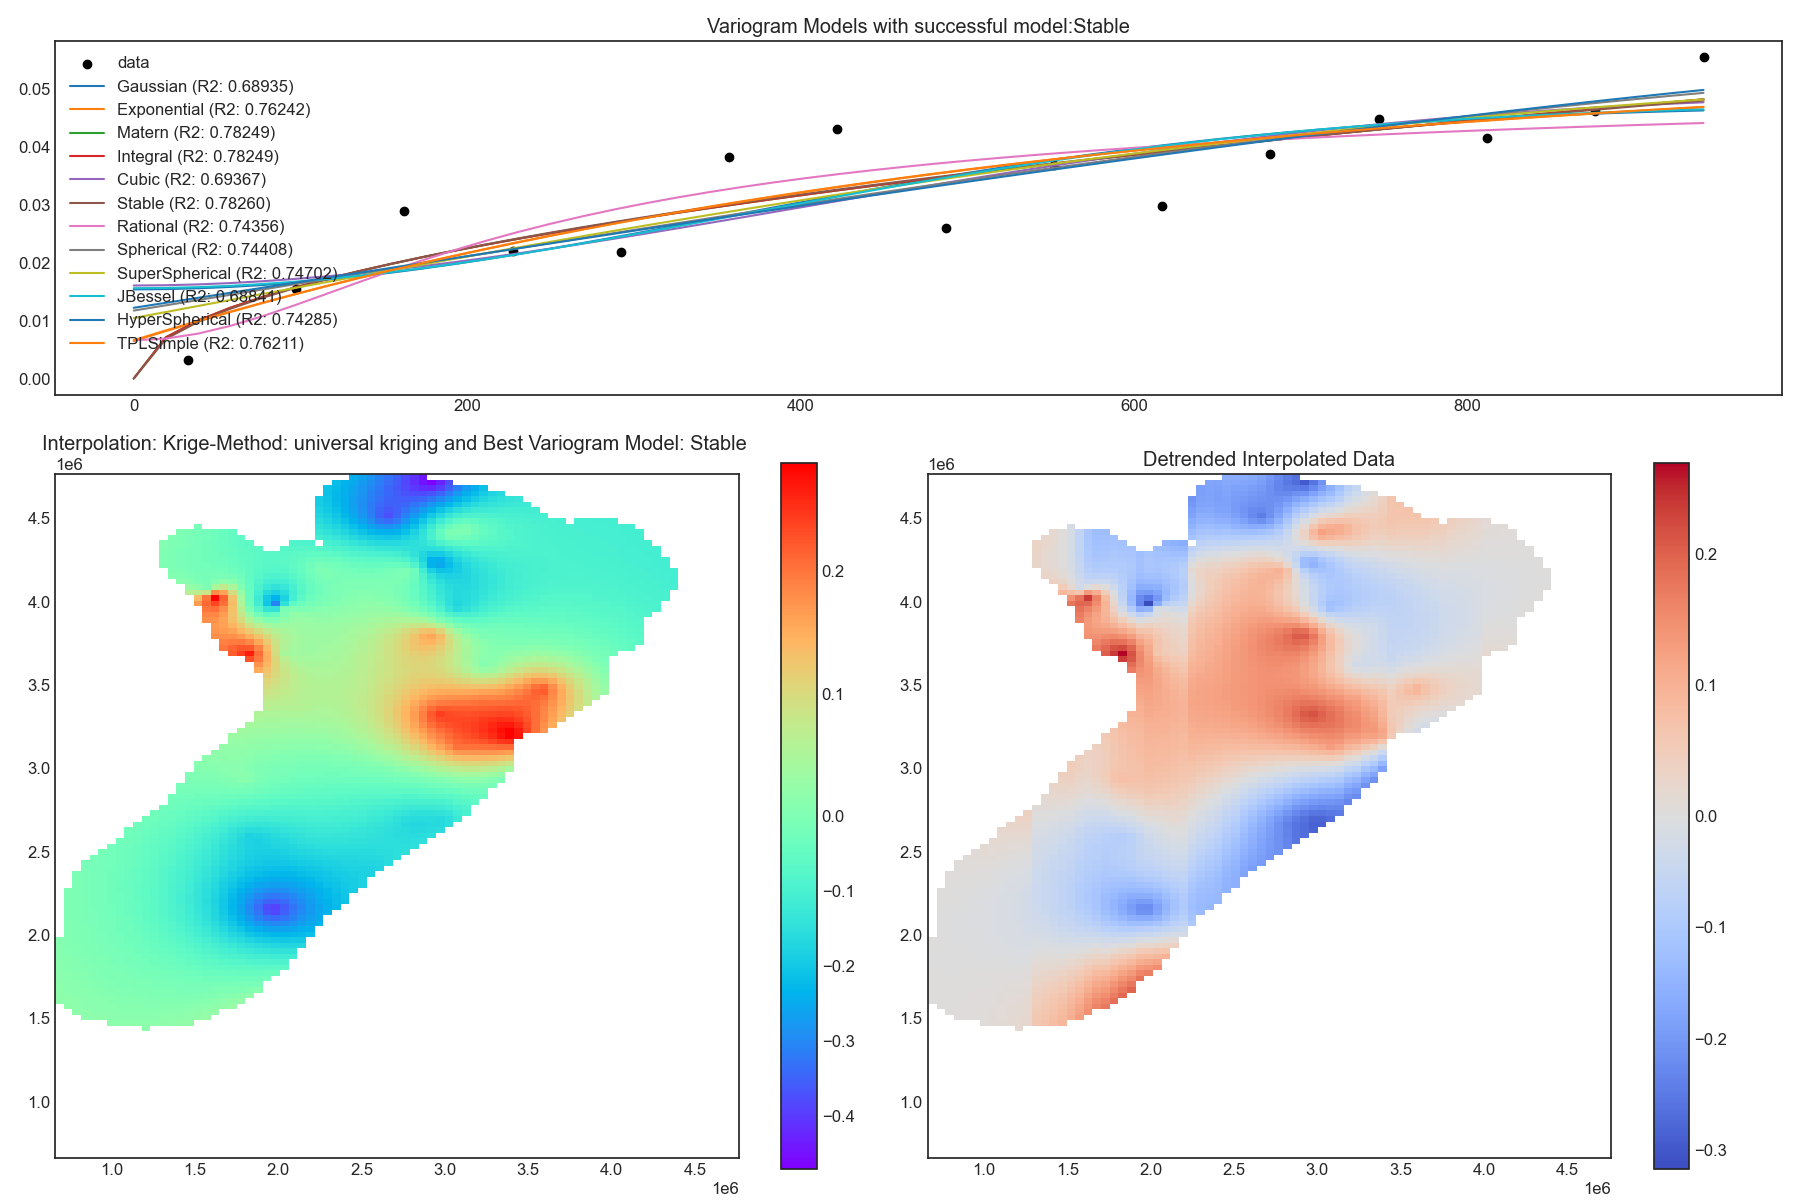 Variogram Models with successful model:Stable
data
Gaussian (R2: 0.68935)
Exponential (R2: 0.76242)
Matern (R2: 0.78249)
Integral (R2: 0.78249)
Cubic (R2: 0.69367)
Stable (R2: 0.78260)
Rational (R2: 0.74356)
Spherical (R2: 0.74408)
SuperSpherical (R2: 0.74702)
JBessel (R2: 0.68841)
HyperSpherical (R2: 0.74285)
TPLSimple (R2: 0.76211)
0.05
0.04
0.03
0.02
0.01
0.00
0 200 400 600 800
Interpolation: Krige-Method: universal kriging and Best Variogram Model: Stable
1e6
4.5
4.0
3.5
3.0
2.5
2.0
1.5
1.0
1.0 1.5 2.0 2.5 3.0 3.5 4.0 4.5
1e6
0.2
0.1
0.0
−0.1
−0.2
−0.3
−0.4
Detrended Interpolated Data
1e6
4.5
4.0
3.5
3.0
2.5
2.0
1.5
1.0
1.0 1.5 2.0 2.5 3.0 3.5 4.0 4.5
1e6
0.2
0.1
0.0
−0.1
−0.2
−0.3